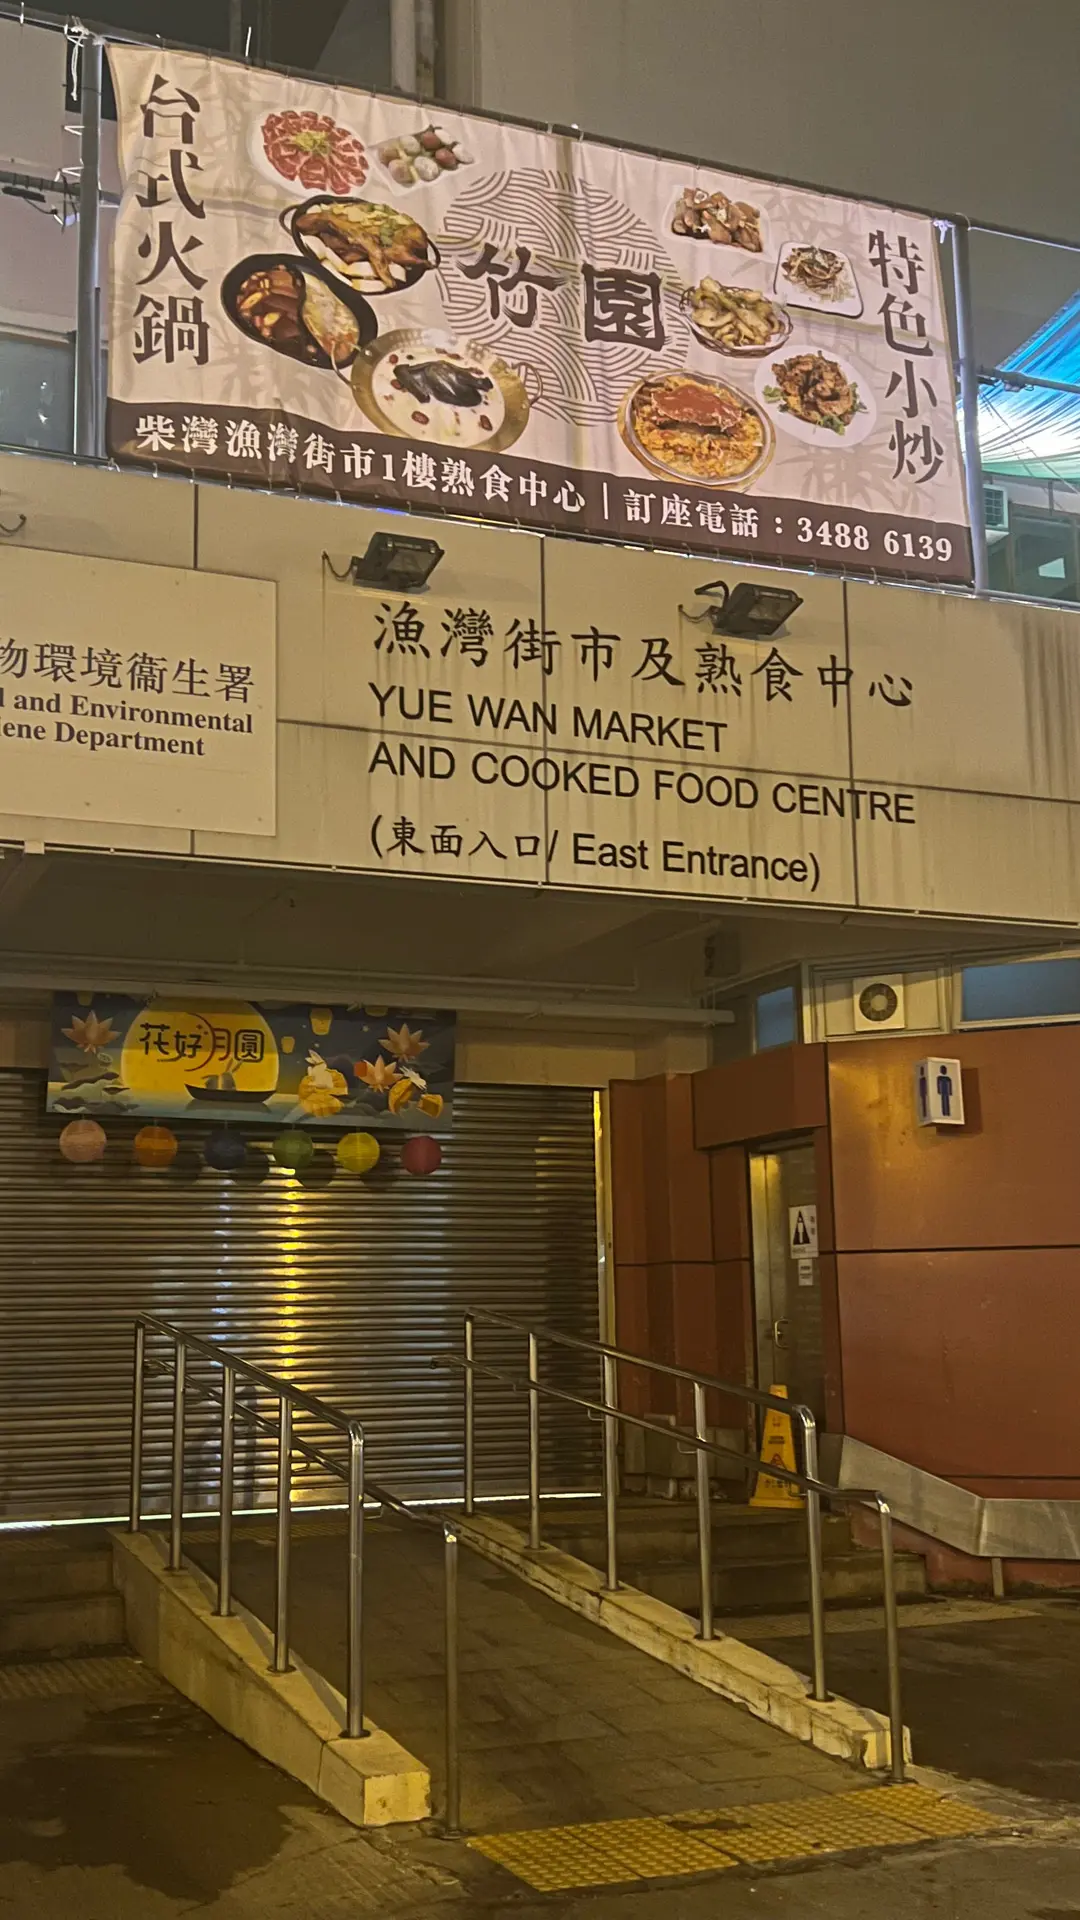 台式火鍋
竹園
特色小炒
柴灣漁灣街市1樓熟食中心｜訂座電話：3488 6139
漁灣街市及熟食中心
YUE WAN MARKET
AND COOKED FOOD CENTRE
(東面入口/ East Entrance)
物環境衞生署
and Environmental
iene Department
花好月圓